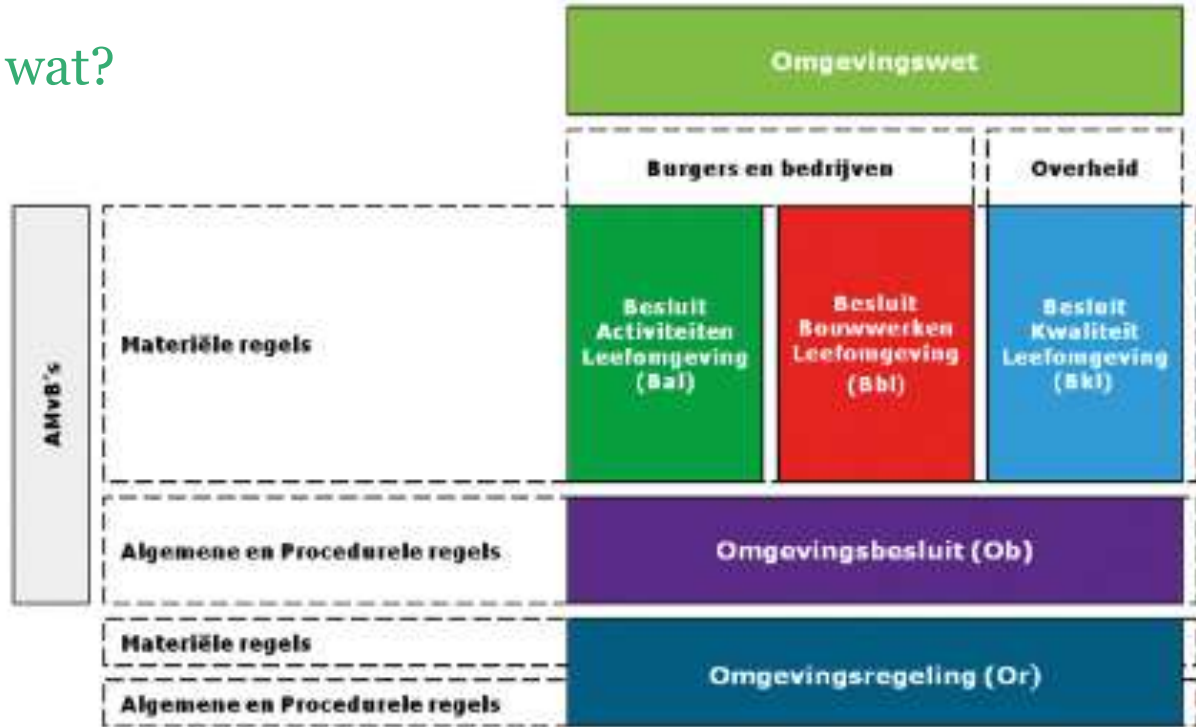 wat?
Omgevingswet
Burgers en bedrijven
Overheid
AMvB's
Materiële regels
Besluit
Activiteiten
Leefomgeving
(Bal)
Besluit
Bouwwerken
Leefomgeving
(Bbl)
Besluit
Kwaliteit
Leefomgeving
(Bkl)
Algemene en Procedurele regels
Omgevingsbesluit (Ob)
Materiële regels
Omgevingsregeling (Or)
Algemene en Procedurele regels